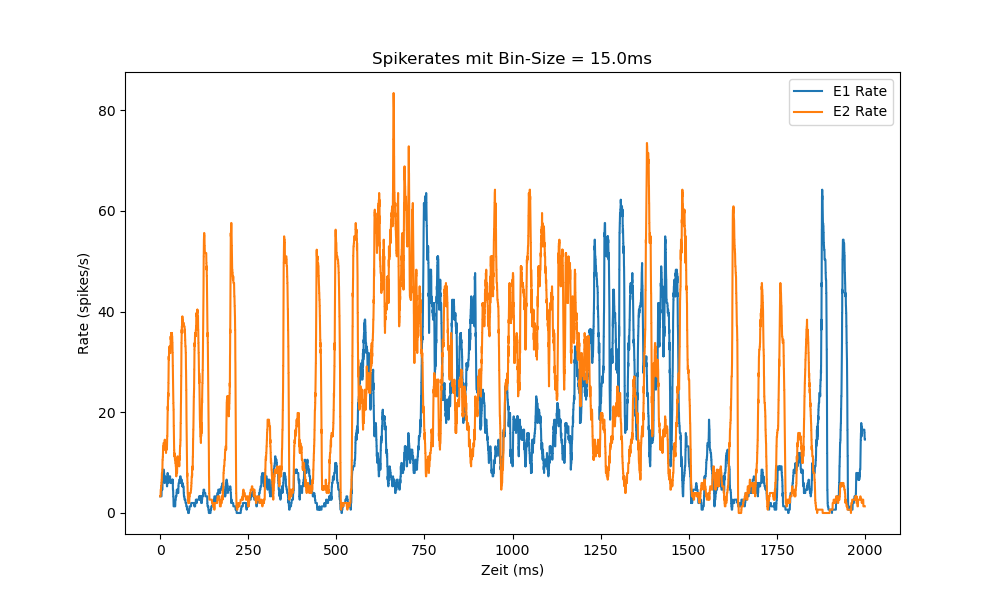 Spikerates mit Bin-Size = 15.0ms
E1 Rate
E2 Rate
Rate (spikes/s)
80
60
40
20
0
0 250 500 750 1000 1250 1500 1750 2000
Zeit (ms)